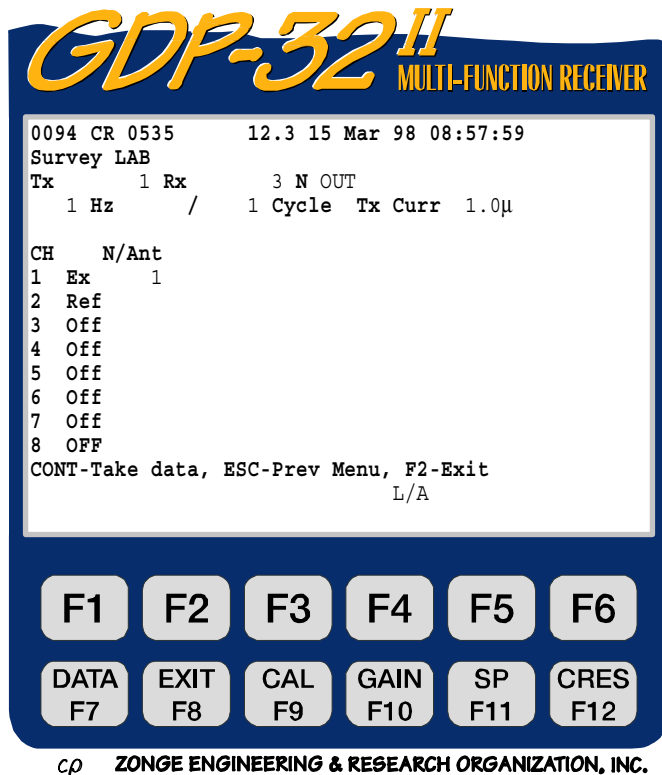 GDP-32 II
MULTI-FUNCTION RECEIVER
0094 CR 0535 12.3 15 Mar 98 08:57:59
Survey LAB
Tx 1 Rx 3 N OUT
1 Hz / 1 Cycle Tx Curr 1.0µ
CH N/Ant
1 Ex 1
2 Ref
3 Off
4 Off
5 Off
6 Off
7 Off
8 OFF
CONT-Take data, ESC-Prev Menu, F2-Exit
L/A
F1 F2 F3 F4 F5 F6
DATA F7 EXIT F8 CAL F9 GAIN F10 SP F11 CRES F12
ZONGE ENGINEERING & RESEARCH ORGANIZATION, INC.